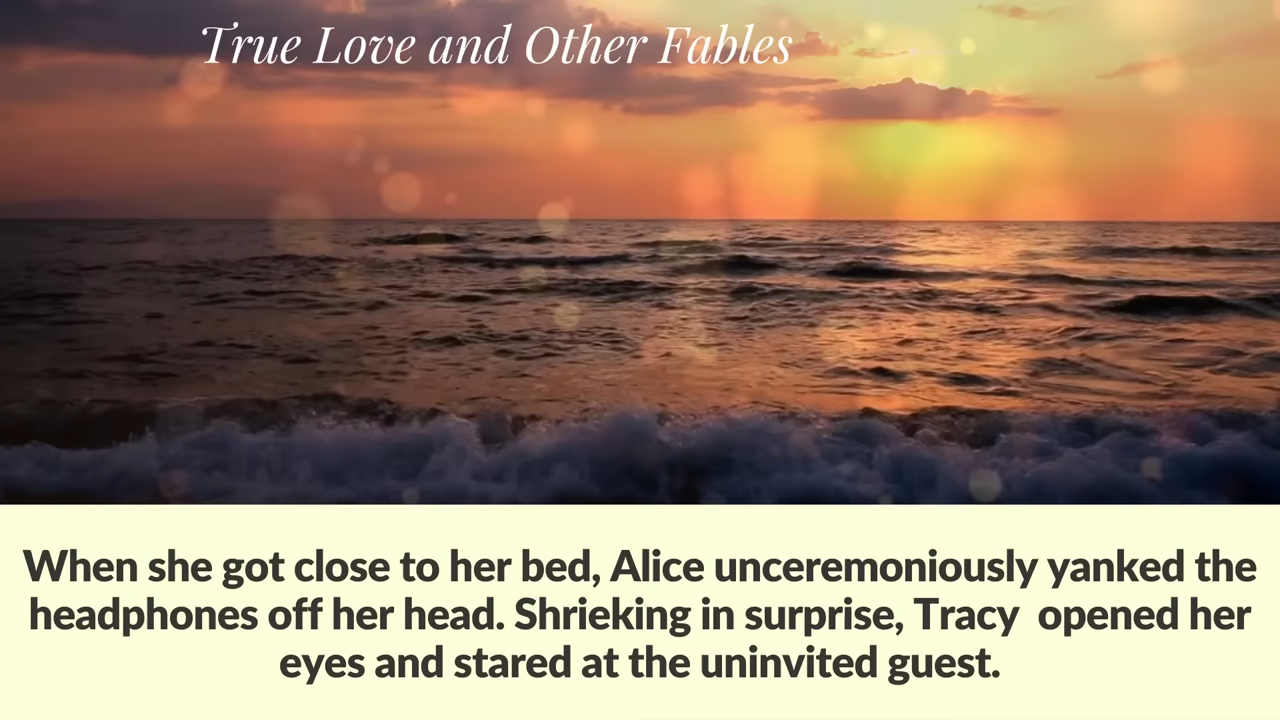 True Love and Other Fables
When she got close to her bed, Alice unceremoniously yanked the
headphones off her head. Shrieking in surprise, Tracy  opened her
eyes and stared at the uninvited guest.